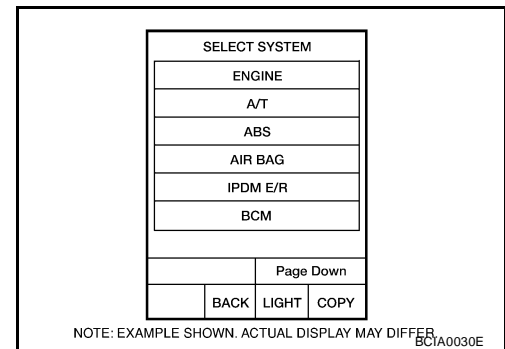 SELECT SYSTEM
ENGINE
A/T
ABS
AIR BAG
IPDM E/R
BCM
Page Down
BACK LIGHT COPY
NOTE: EXAMPLE SHOWN. ACTUAL DISPLAY MAY DIFFER.
BCIA0030E